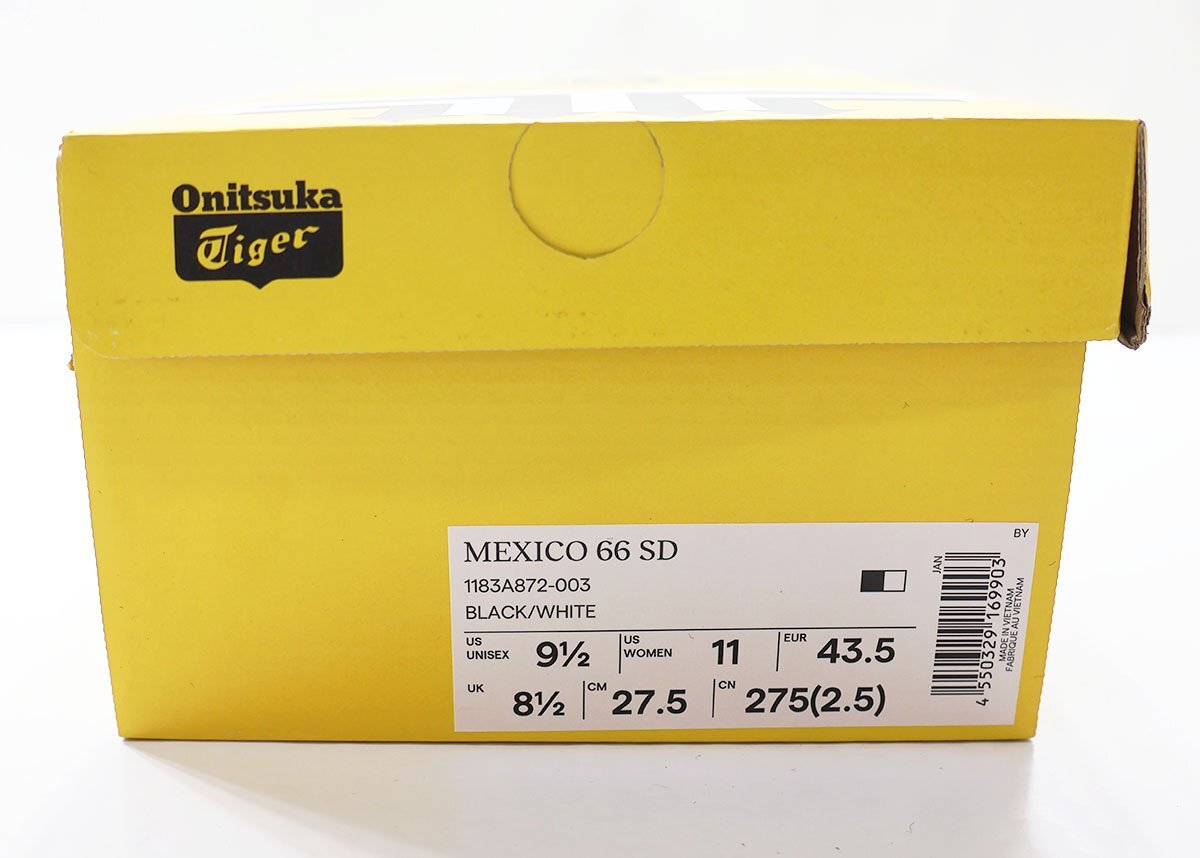 Onitsuka
Tiger
BY
MEXICO 66 SD
1183A872-003
BLACK/WHITE
US
UNISEX 9½ US
WOMEN 11 EUR 43.5
UK 8½ CM 27.5 CN 275(2.5)
JAN
4 550329 169903
MADE IN VIETNAM
FABRIQUE AU VIETNAM